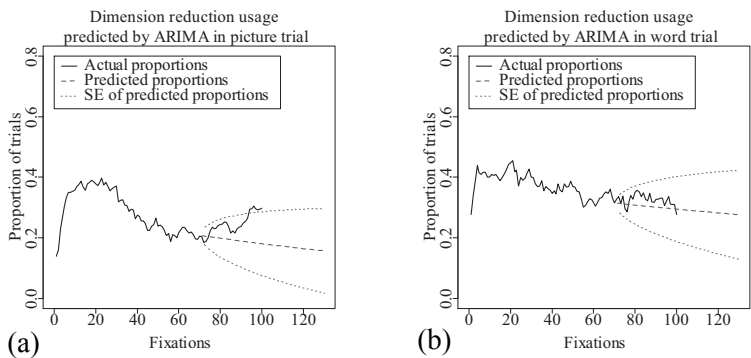 Dimension reduction usage
predicted by ARIMA in picture trial
Actual proportions
Predicted proportions
SE of predicted proportions
Proportion of trials
0.0 0.2 0.4 0.6 0.8
0 20 40 60 80 100 120
Fixations
(a)
Dimension reduction usage
predicted by ARIMA in word trial
Actual proportions
Predicted proportions
SE of predicted proportions
Proportion of trials
0.0 0.2 0.4 0.6 0.8
0 20 40 60 80 100 120
Fixations
(b)